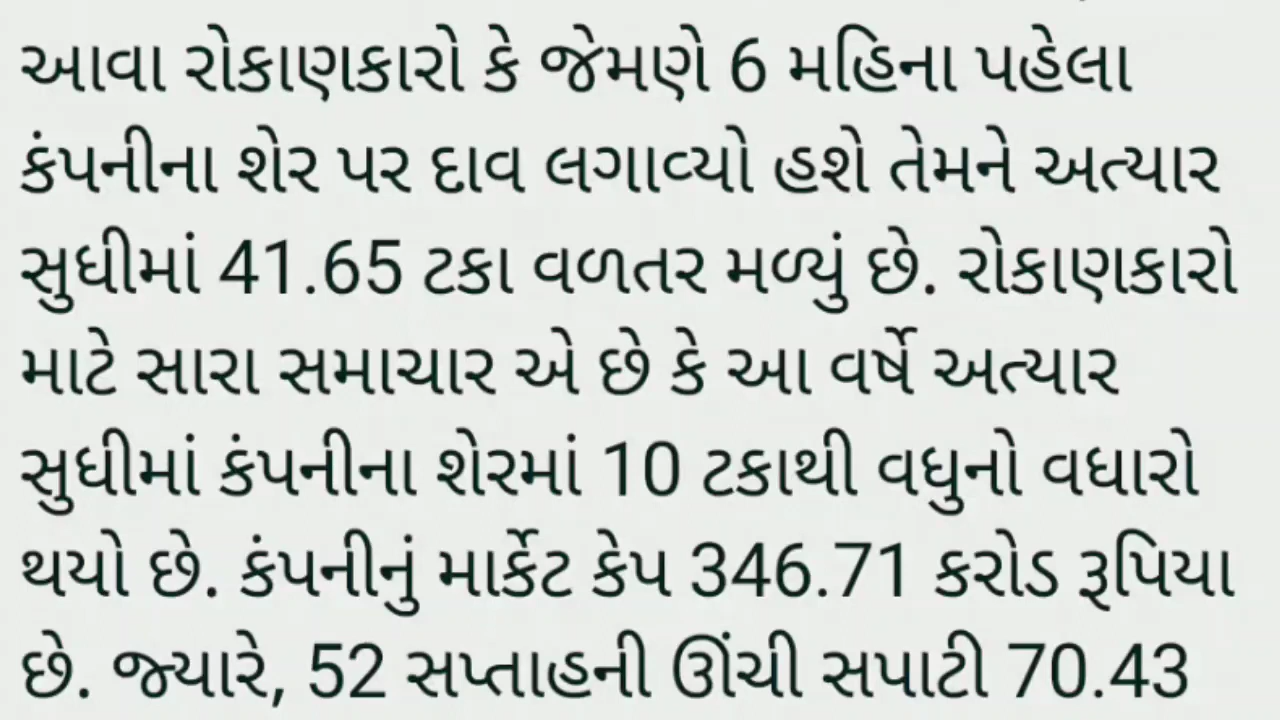 આવા રોકાણકારો કે જેમણે 6 મહિના પહેલા
કંપનીના શેર પર દાવ લગાવ્યો હશે તેમને અત્યાર
સુધીમાં 41.65 ટકા વળતર મળ્યું છે. રોકાણકારો
માટે સારા સમાચાર એ છે કે આ વર્ષે અત્યાર
સુધીમાં કંપનીના શેરમાં 10 ટકાથી વધુનો વધારો
થયો છે. કંપનીનું માર્કેટ કેપ 346.71 કરોડ રૂપિયા
છે. જ્યારે, 52 સપ્તાહની ઊંચી સપાટી 70.43